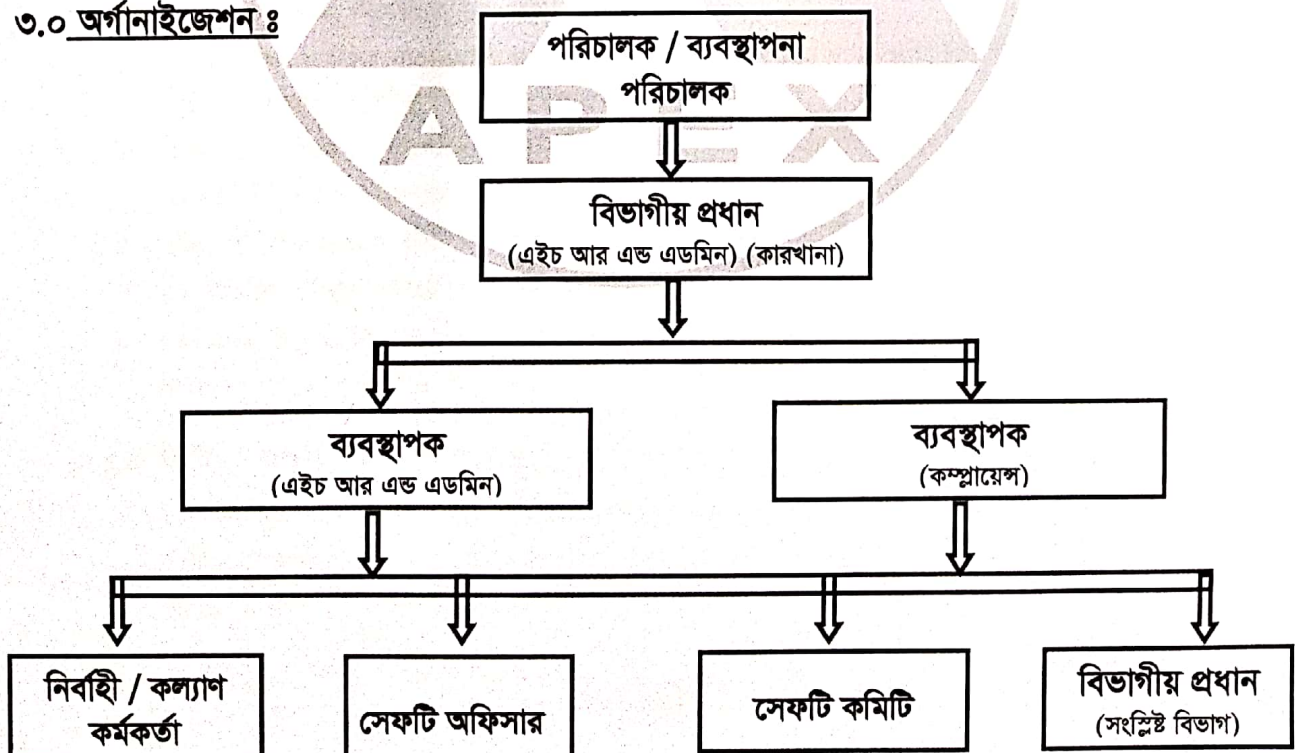 ৩.০ অর্গানাইজেশন ঃ
APEX
পরিচালক / ব্যবস্থাপনা
পরিচালক
বিভাগীয় প্রধান
(এইচ আর এন্ড এডমিন) (কারখানা)
ব্যবস্থাপক
(এইচ আর এন্ড এডমিন)
ব্যবস্থাপক
(কম্প্লায়েন্স)
নির্বাহী / কল্যাণ
কর্মকর্তা
সেফটি অফিসার
সেফটি কমিটি
বিভাগীয় প্রধান
(সংস্লিষ্ট বিভাগ)